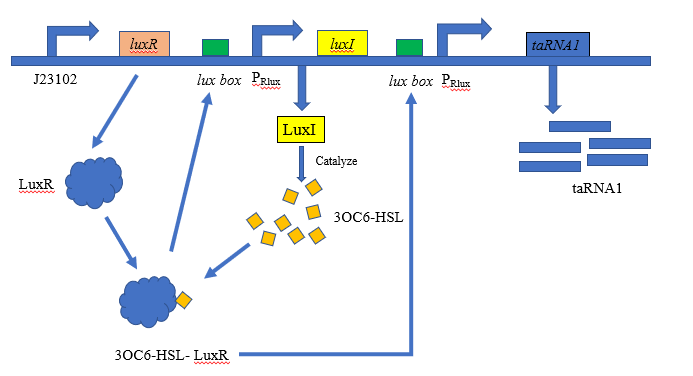 luxR
luxI
taRNA1
J23102
lux box
PRlux
lux box
PRlux
LuxI
Catalyze
LuxR
3OC6-HSL
taRNA1
3OC6-HSL- LuxR